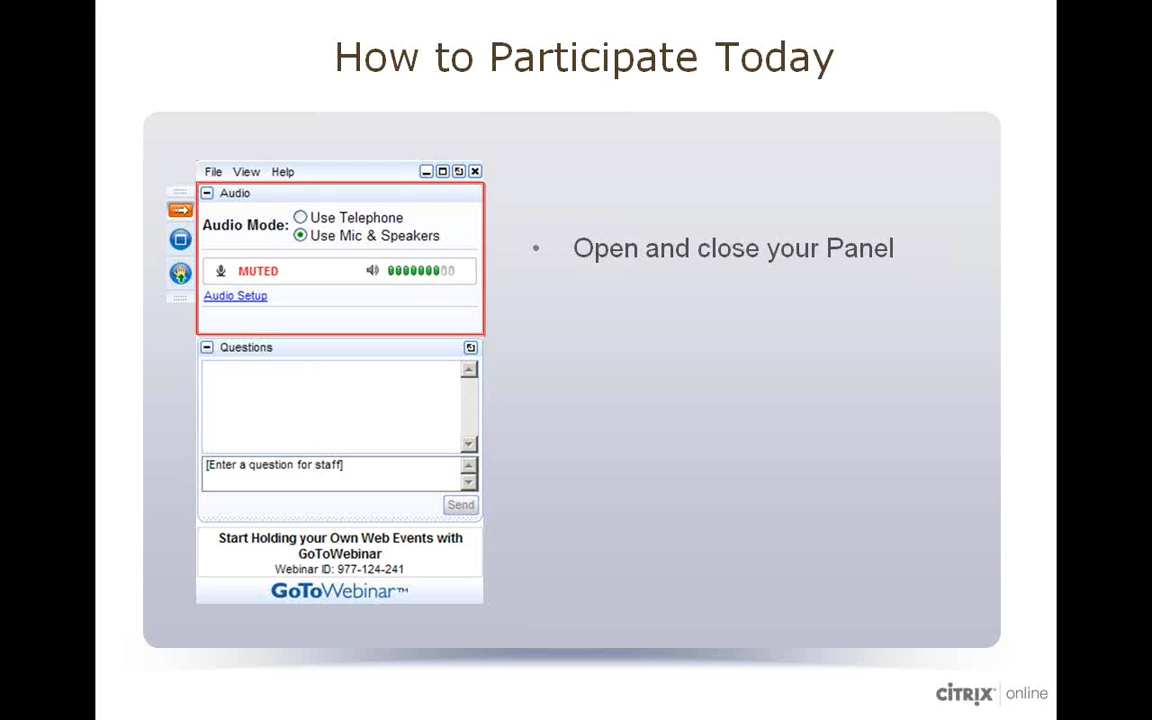 How to Participate Today
File View Help
Audio
Audio Mode:
Use Telephone
Use Mic & Speakers
MUTED
Audio Setup
Questions
[Enter a question for staff]
Send
Start Holding your Own Web Events with
GoToWebinar
Webinar ID: 977-124-241
GoToWebinar™
• Open and close your Panel
CITRIX® online